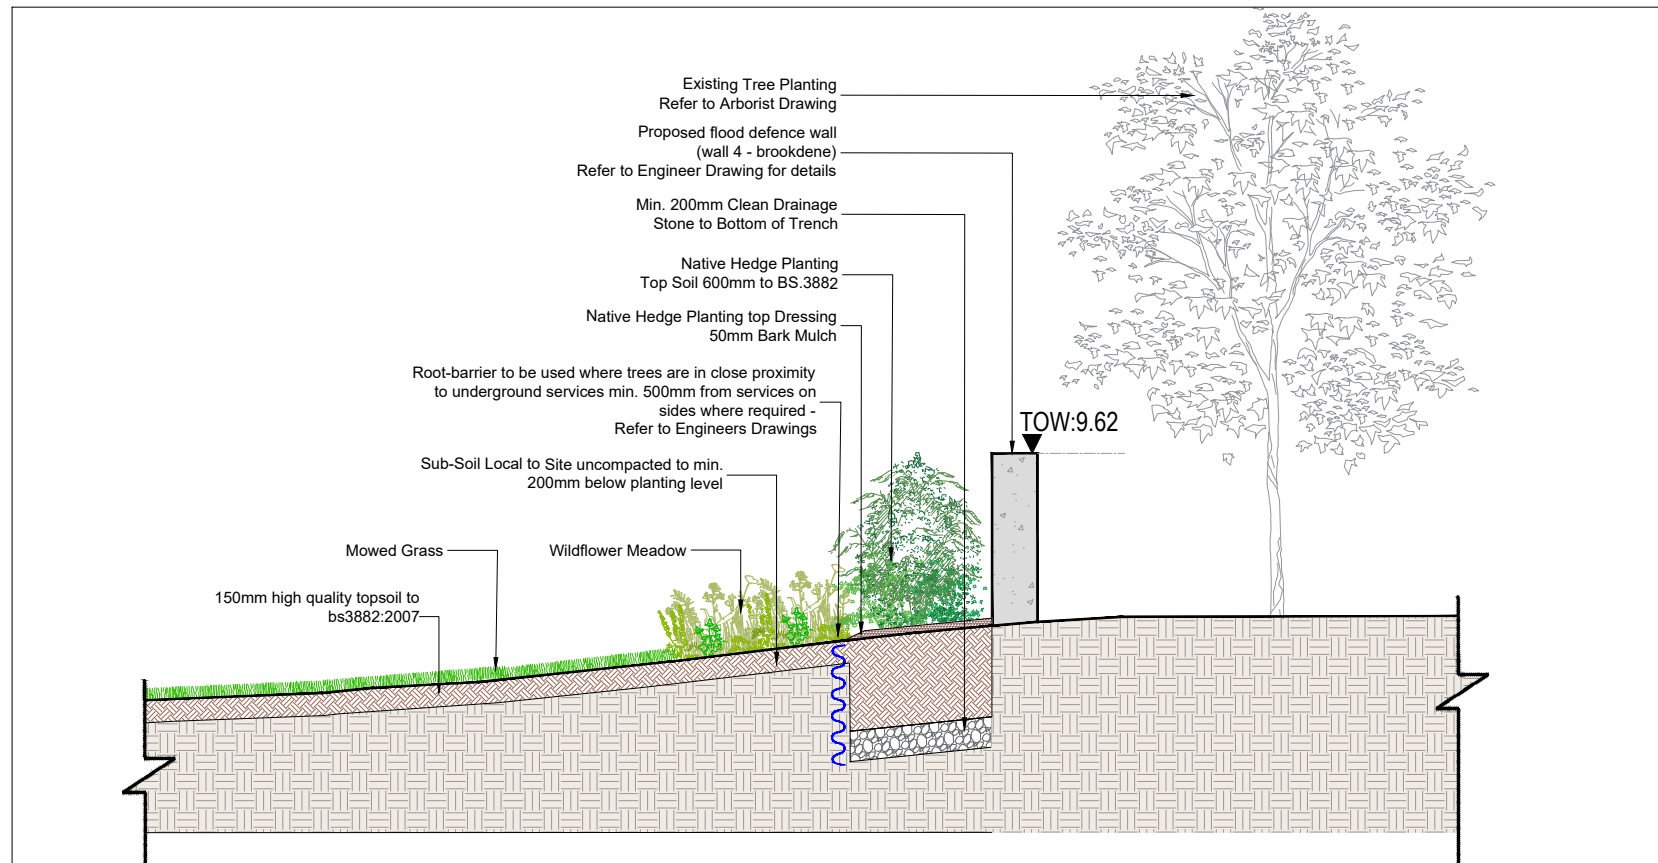 Existing Tree Planting
Refer to Arborist Drawing
Proposed flood defence wall
(wall 4 - brookdene)
Refer to Engineer Drawing for details
Min. 200mm Clean Drainage
Stone to Bottom of Trench
Native Hedge Planting
Top Soil 600mm to BS.3882
Native Hedge Planting top Dressing
50mm Bark Mulch
Root-barrier to be used where trees are in close proximity
to underground services min. 500mm from services on
sides where required -
Refer to Engineers Drawings
TOW:9.62
Sub-Soil Local to Site uncompacted to min.
200mm below planting level
Mowed Grass
Wildflower Meadow
150mm high quality topsoil to
bs3882:2007